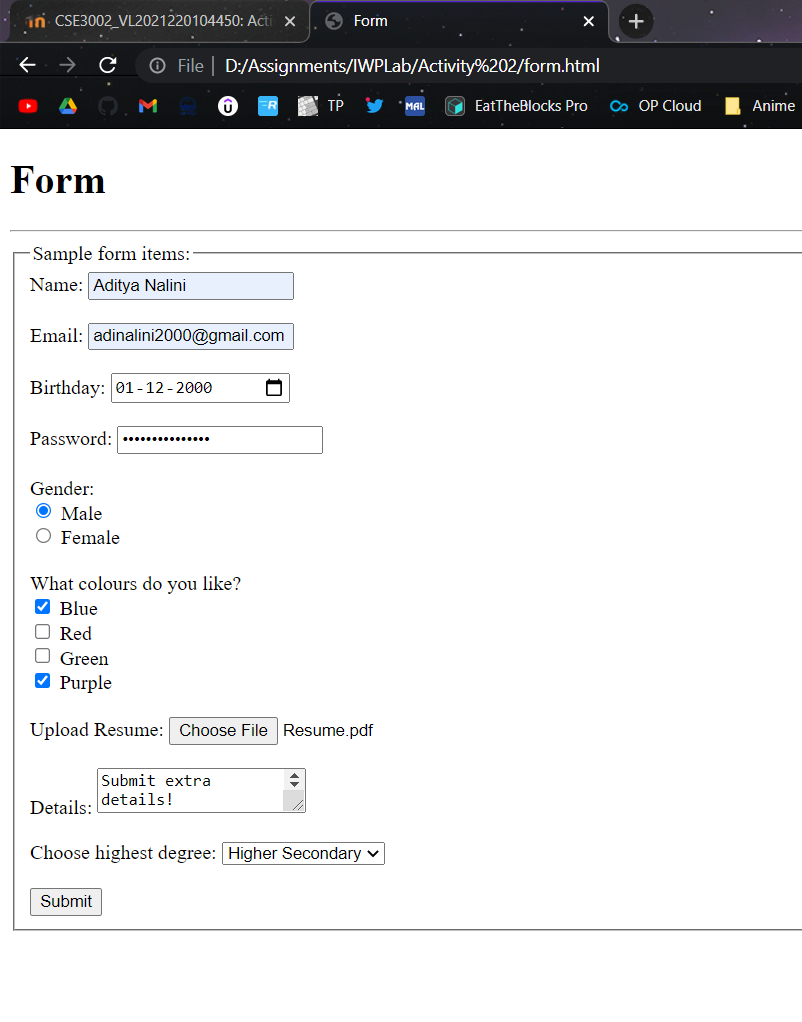 CSE3002_VL2021220104450: Acti
Form
File | D:/Assignments/IWPLab/Activity%202/form.html
TP MAL EatTheBlocks Pro OP Cloud Anime
Form
Sample form items:
Name: Aditya Nalini
Email: adinalini2000@gmail.com
Birthday: 01-12-2000
Password: •••••••••••••••
Gender:
Male
Female
What colours do you like?
Blue
Red
Green
Purple
Upload Resume: Choose File Resume.pdf
Submit extra
Details: details!
Choose highest degree: Higher Secondary
Submit